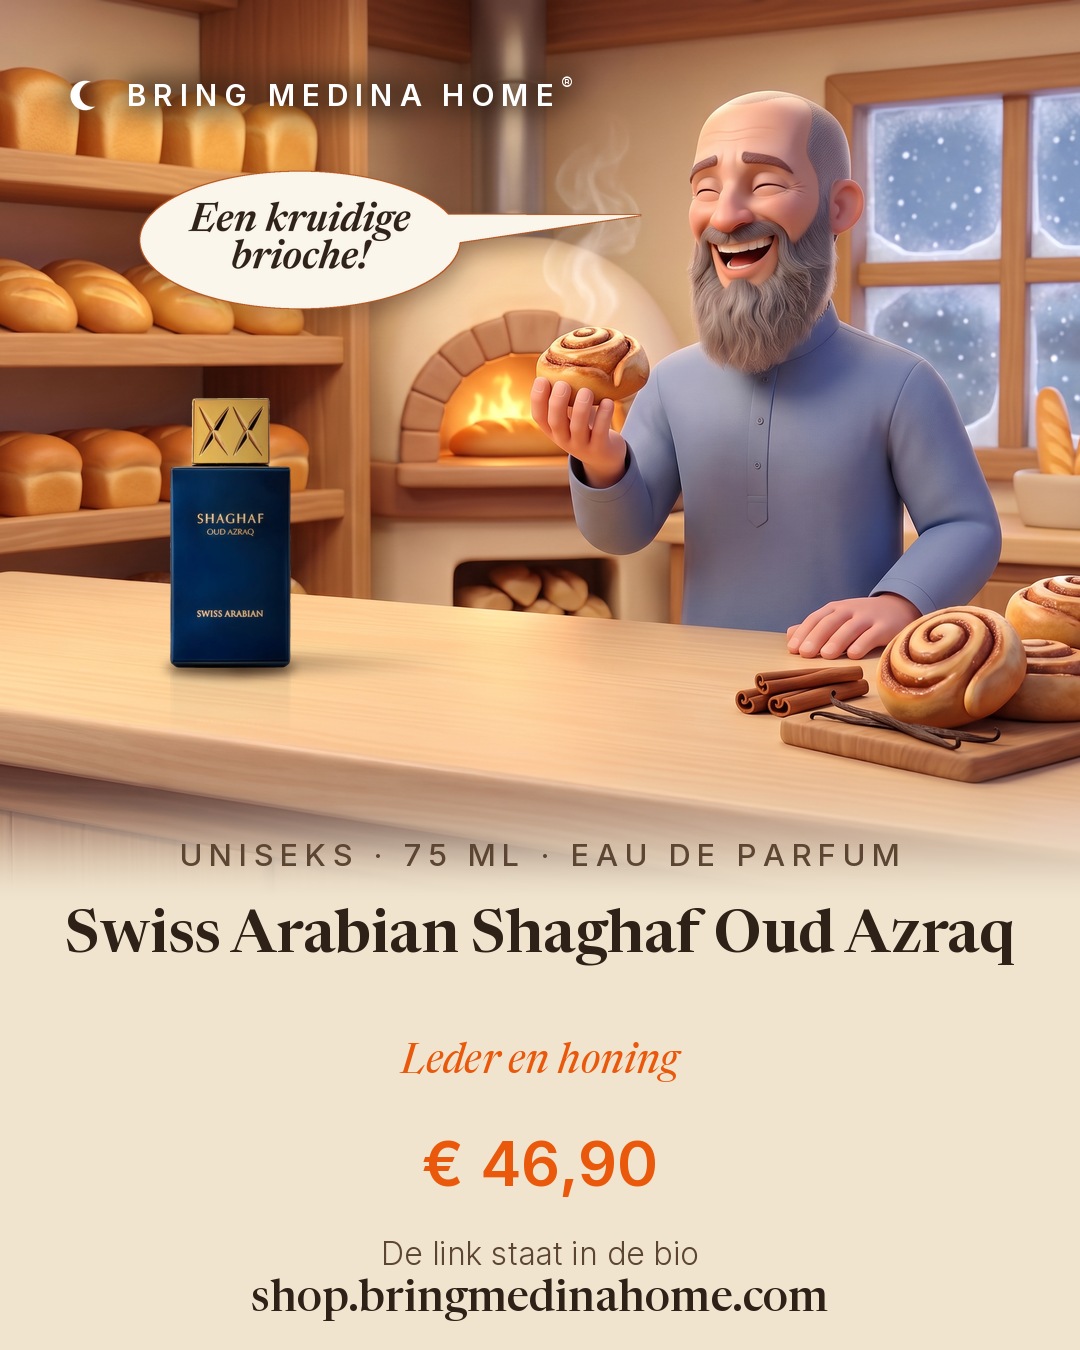 BRING MEDINA HOME®
Een kruidige
brioche!
SHAGHAF
OUD AZRAQ
SWISS ARABIAN
UNISEKS · 75 ML · EAU DE PARFUM
Swiss Arabian Shaghaf Oud Azraq
Leder en honing
€ 46,90
De link staat in de bio
shop.bringmedinahome.com